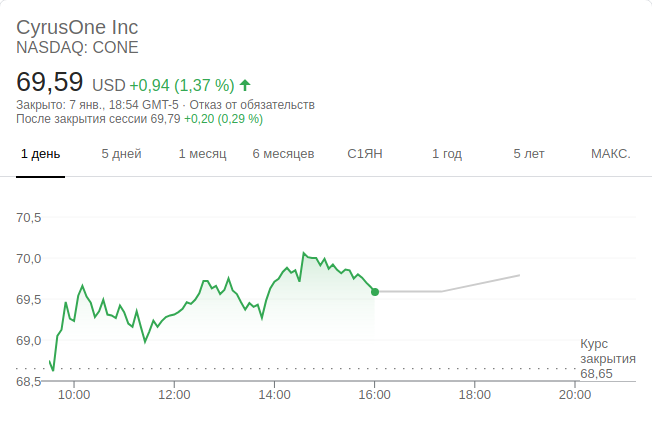 CyrusOne Inc
NASDAQ: CONE
69,59 USD +0,94 (1,37 %)
Закрыто: 7 янв., 18:54 GMT-5 · Отказ от обязательств
После закрытия сессии 69,79 +0,20 (0,29 %)
1 день 5 дней 1 месяц 6 месяцев С1ЯН 1 год 5 лет МАКС.
70,5
70,0
69,5
69,0
68,5
Курс
закрытия
68,65
10:00 12:00 14:00 16:00 18:00 20:00